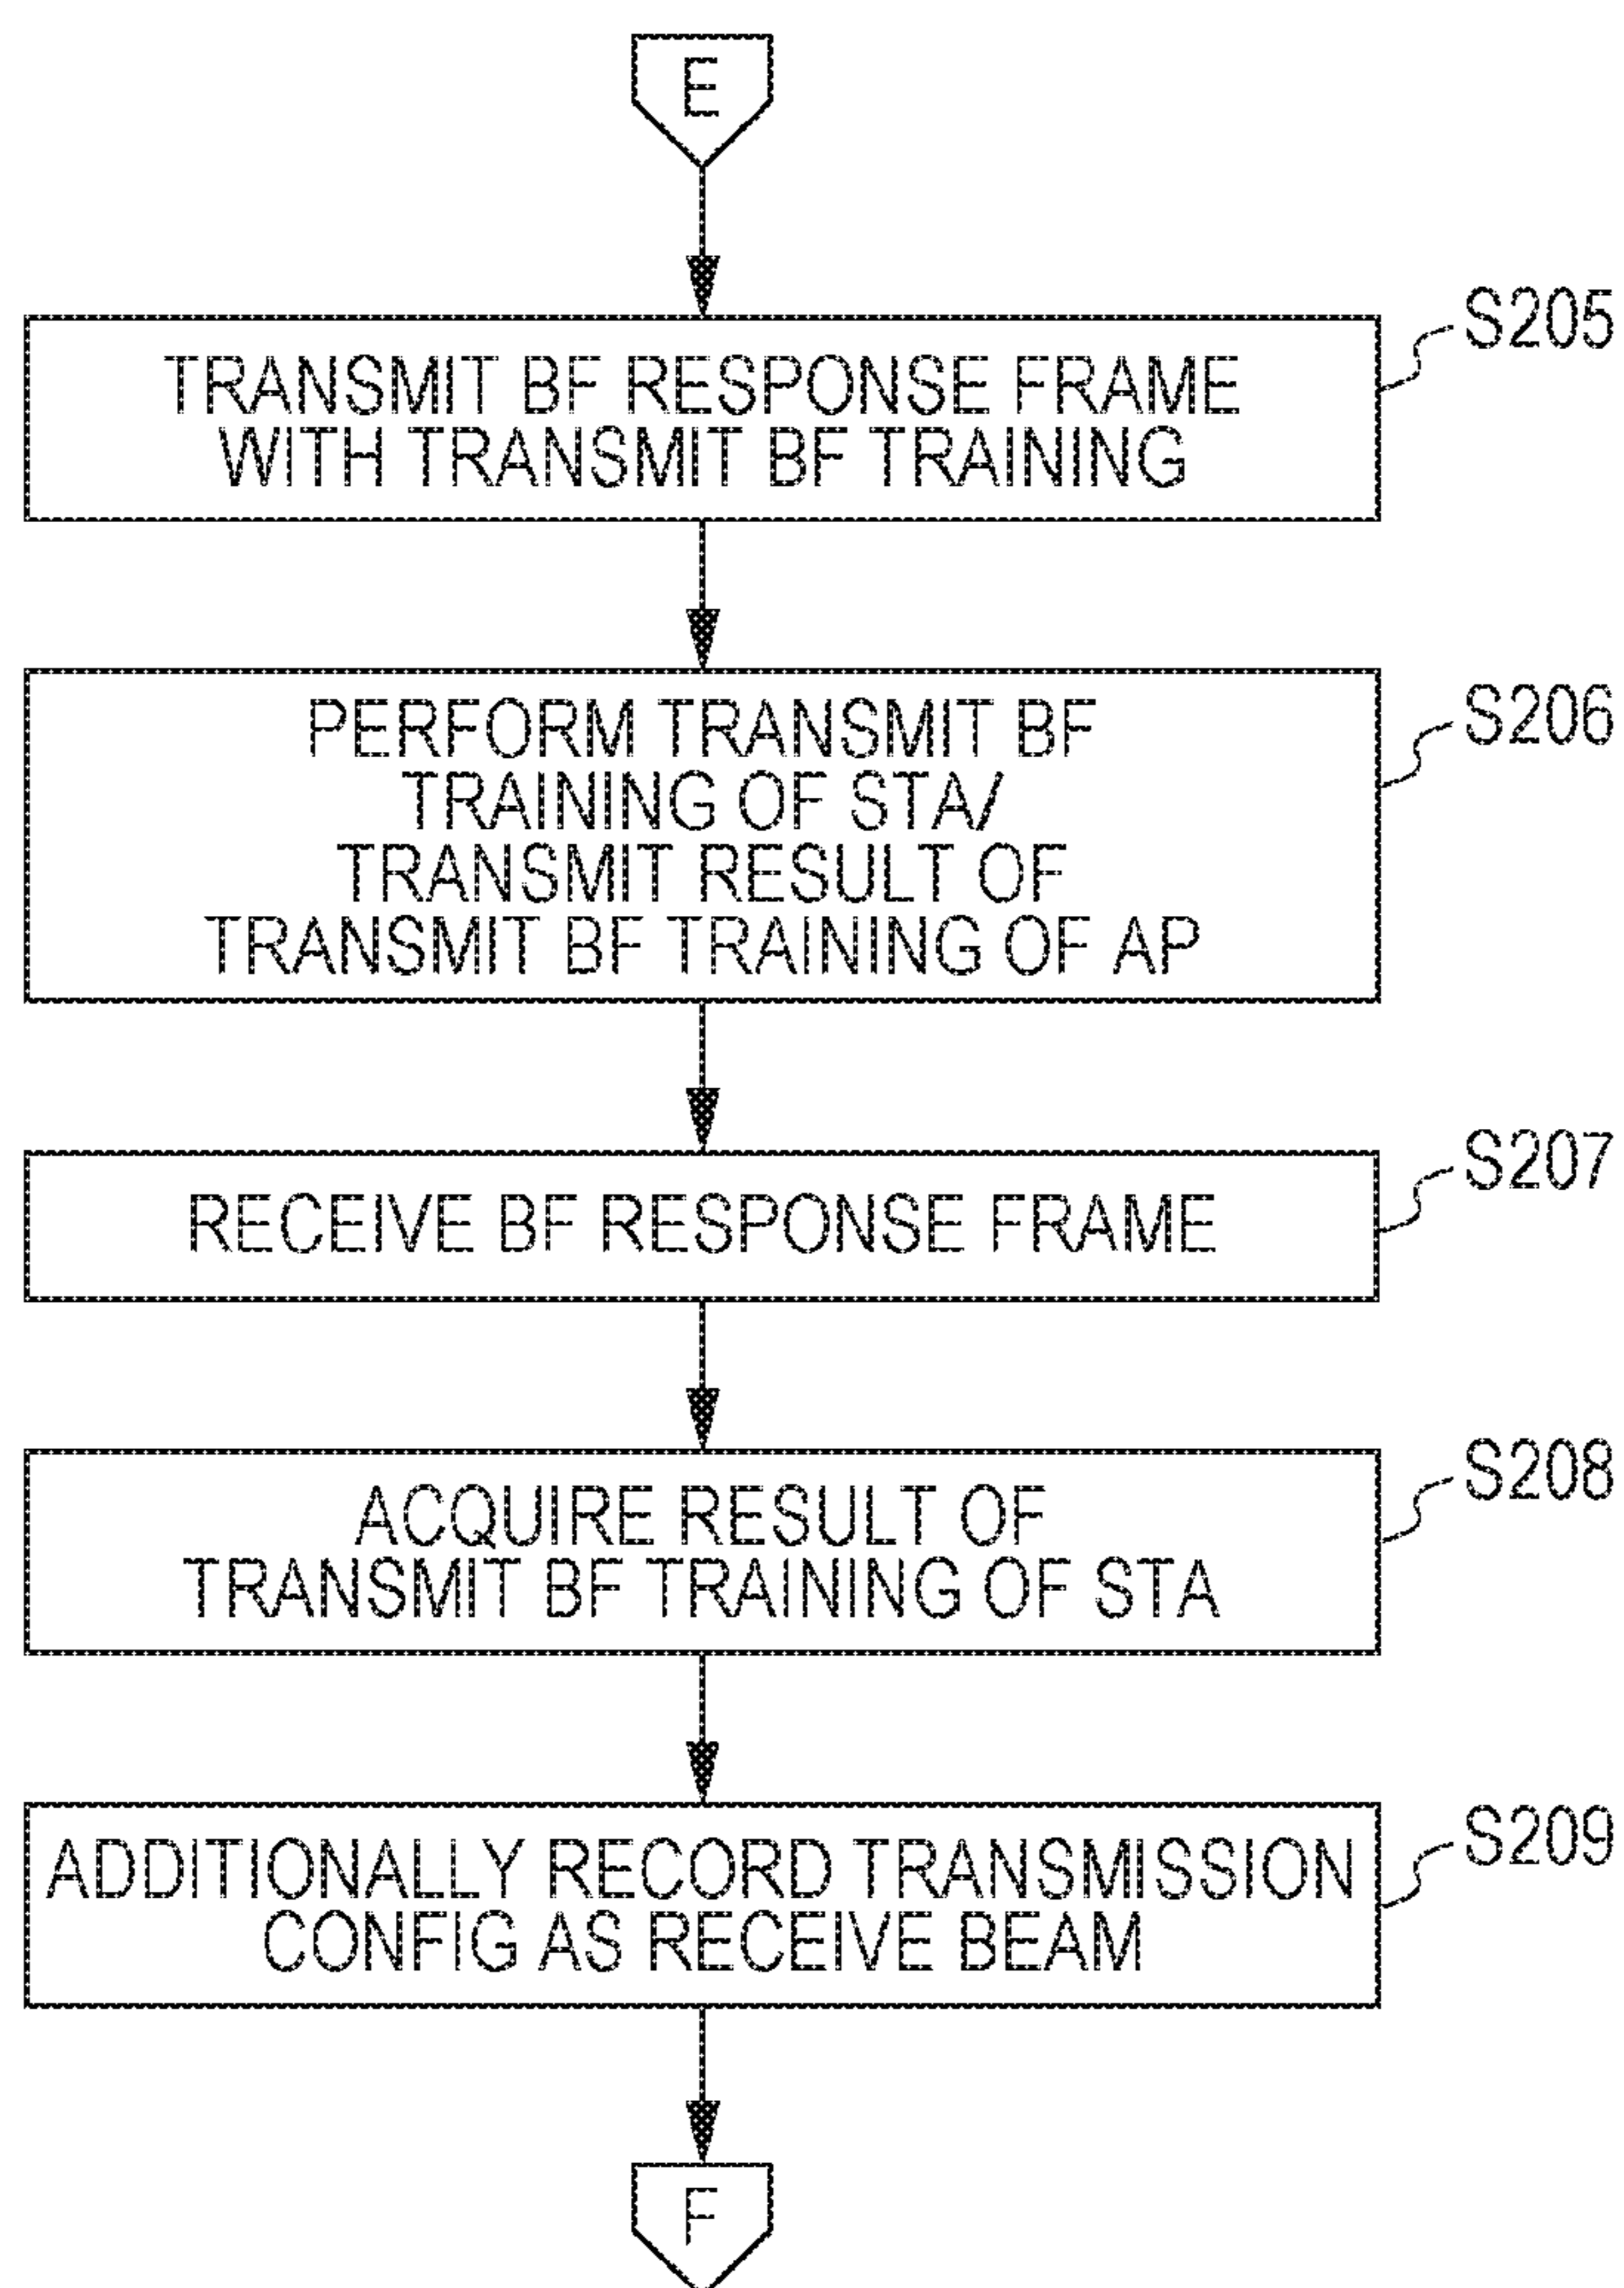 E
S205
TRANSMIT BF RESPONSE FRAME
WITH TRANSMIT BF TRAINING
S206
PERFORM TRANSMIT BF
TRAINING OF STA/
TRANSMIT RESULT OF
TRANSMIT BF TRAINING OF AP
S207
RECEIVE BF RESPONSE FRAME
S208
ACQUIRE RESULT OF
TRANSMIT BF TRAINING OF STA
S209
ADDITIONALLY RECORD TRANSMISSION
CONFIG AS RECEIVE BEAM
F